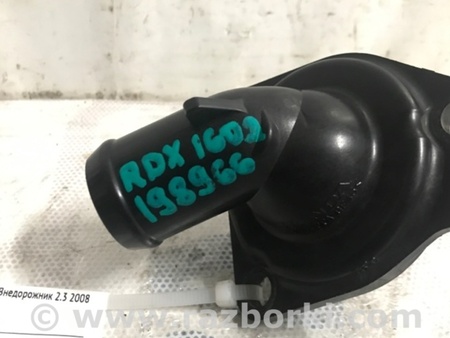 RDX 1602
198966
Внедорожник 2.3 2008
www.razborka.com